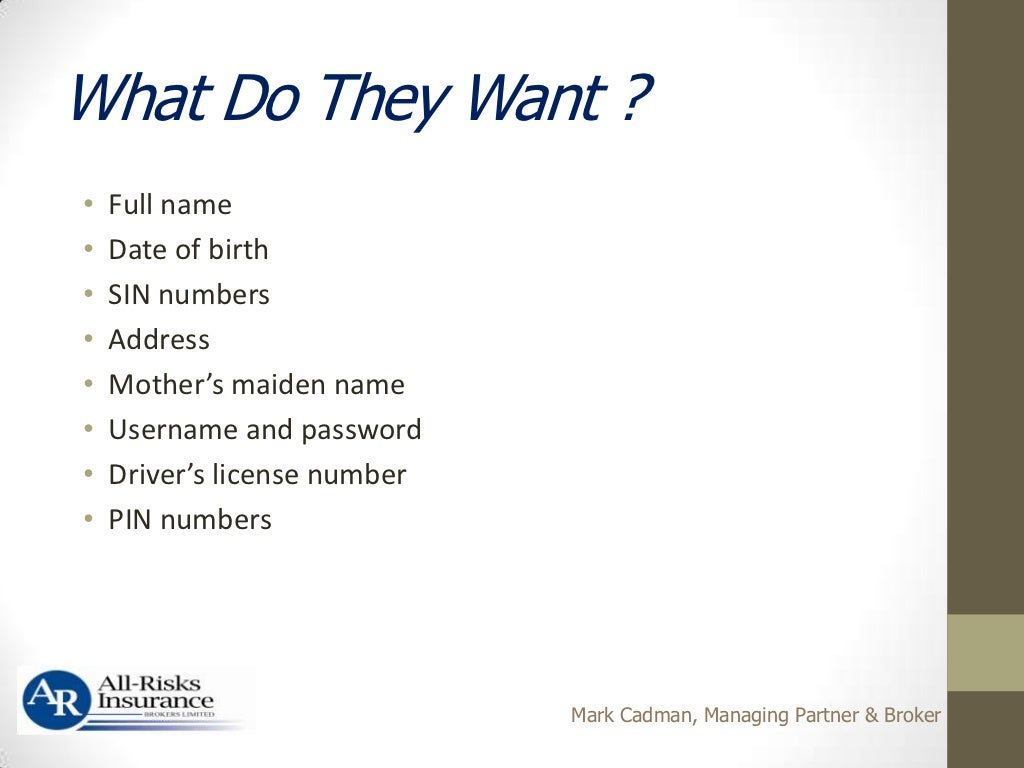 What Do They Want ?
• Full name
• Date of birth
• SIN numbers
• Address
• Mother’s maiden name
• Username and password
• Driver’s license number
• PIN numbers
AR
All-Risks
Insurance
BROKERS LIMITED
Mark Cadman, Managing Partner & Broker